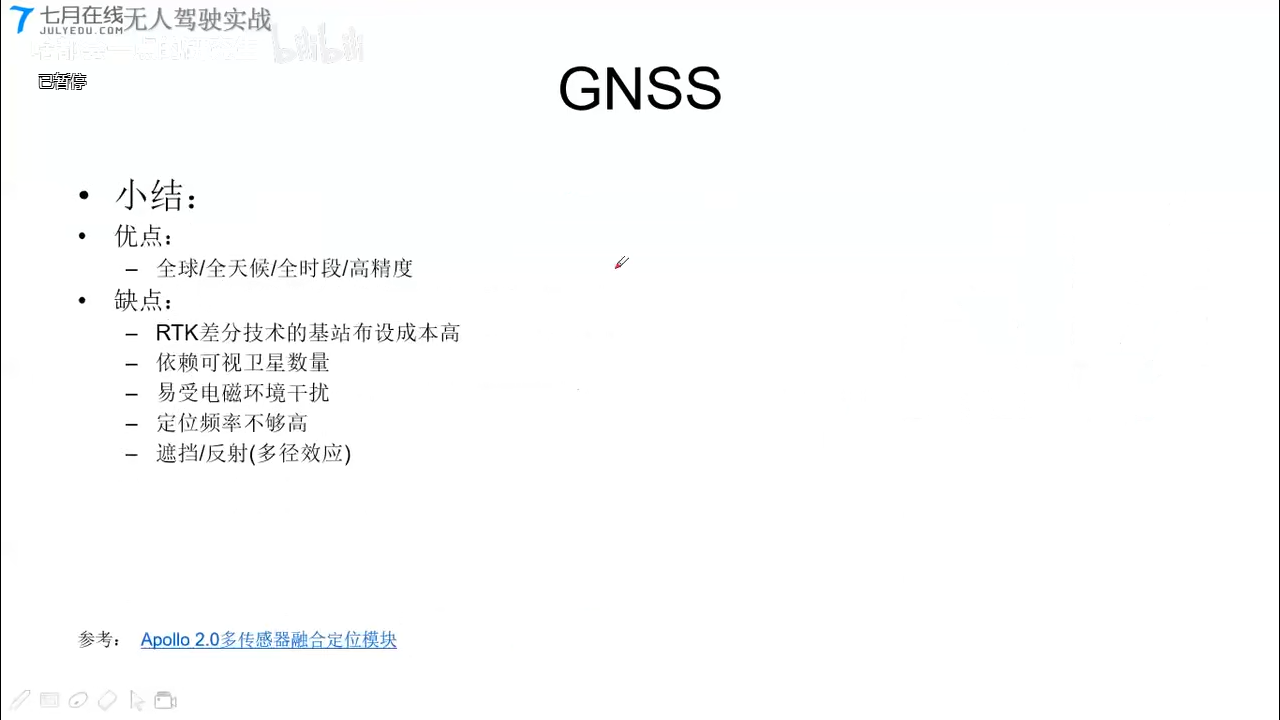 七月在线
JULYEDU.COM
无人驾驶实战
bilibili
已暂停
GNSS
• 小结：
• 优点：
– 全球/全天候/全时段/高精度
• 缺点：
– RTK差分技术的基站布设成本高
– 依赖可视卫星数量
– 易受电磁环境干扰
– 定位频率不够高
– 遮挡/反射(多径效应)
参考： Apollo 2.0多传感器融合定位模块